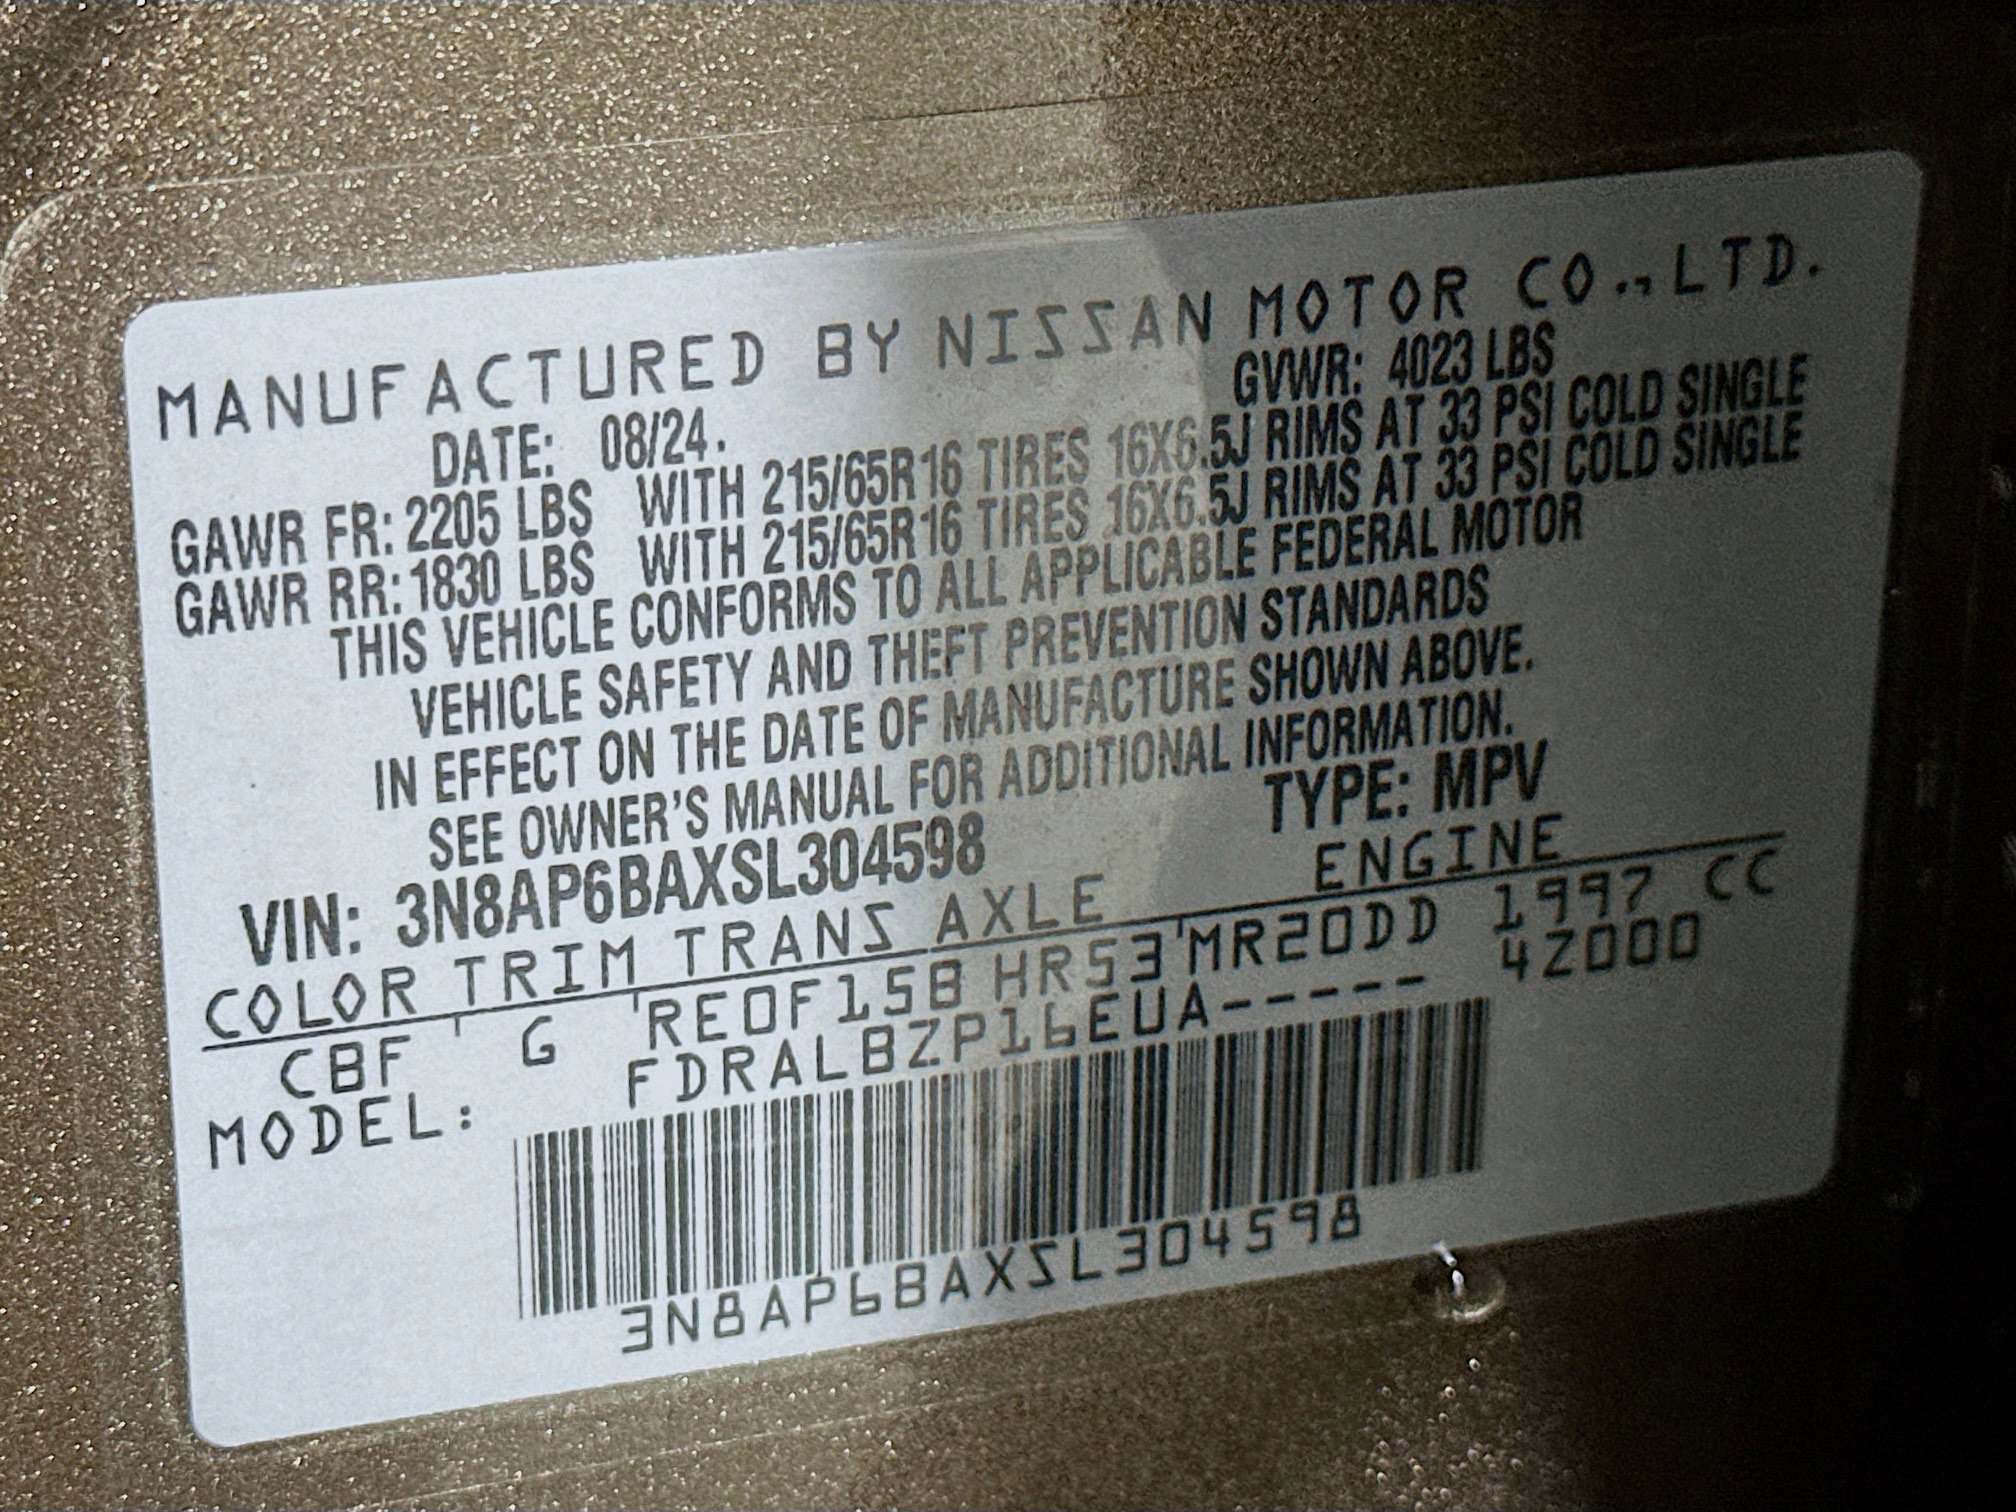 MANUFACTURED BY NISSAN MOTOR CO.,LTD.
DATE: 08/24. GVWR: 4023 LBS
GAWR FR: 2205 LBS WITH 215/65R16 TIRES 16X6.5J RIMS AT 33 PSI COLD SINGLE
GAWR RR: 1830 LBS WITH 215/65R16 TIRES 16X6.5J RIMS AT 33 PSI COLD SINGLE
THIS VEHICLE CONFORMS TO ALL APPLICABLE FEDERAL MOTOR
VEHICLE SAFETY AND THEFT PREVENTION STANDARDS
IN EFFECT ON THE DATE OF MANUFACTURE SHOWN ABOVE.
SEE OWNER'S MANUAL FOR ADDITIONAL INFORMATION.
VIN: 3N8AP6BAXSL304598 TYPE: MPV
COLOR TRIM TRANS AXLE ENGINE
CBF G RE0F15B HR53 MR20DD 1997 CC
MODEL: FDRALBZP16EUA----- 4Z000
3N8AP6BAXSL304598